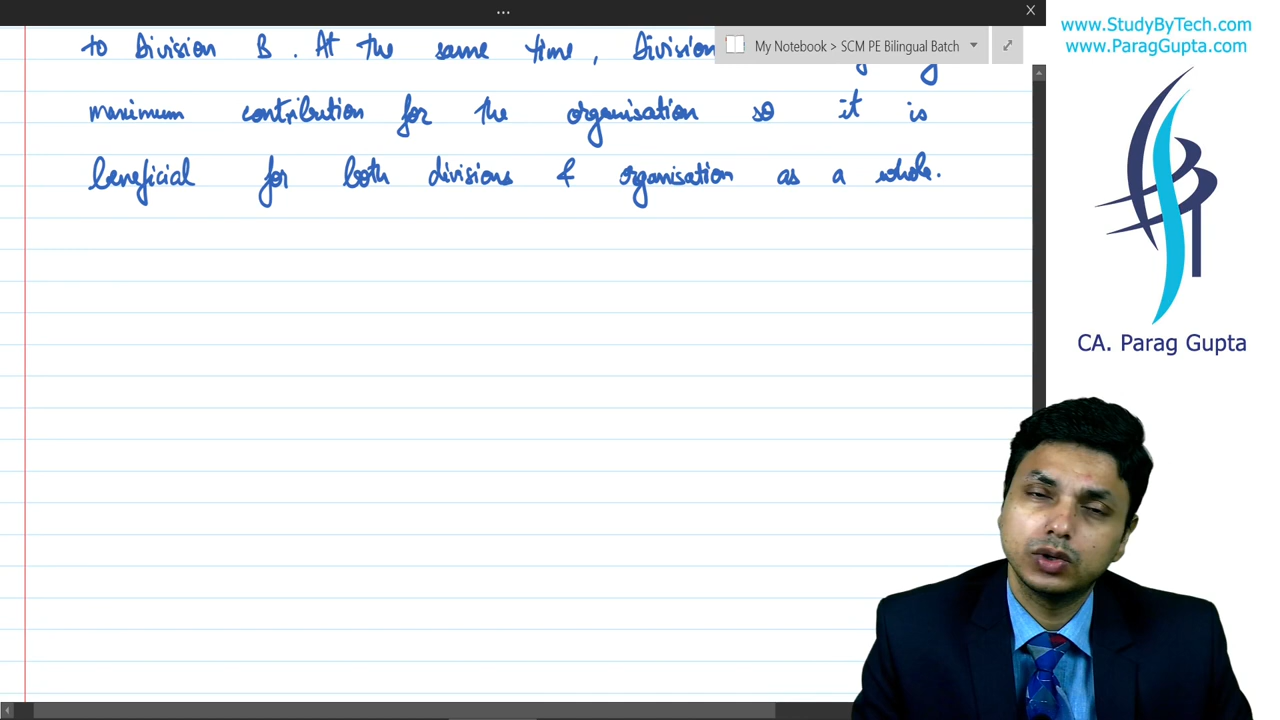 ...
www.StudyByTech.com
www.ParagGupta.com
My Notebook > SCM PE Bilingual Batch
to Division B. At the same time, Division
maximum contribution for the organisation so it is
beneficial for both divisions & organisation as a whole.
CA. Parag Gupta